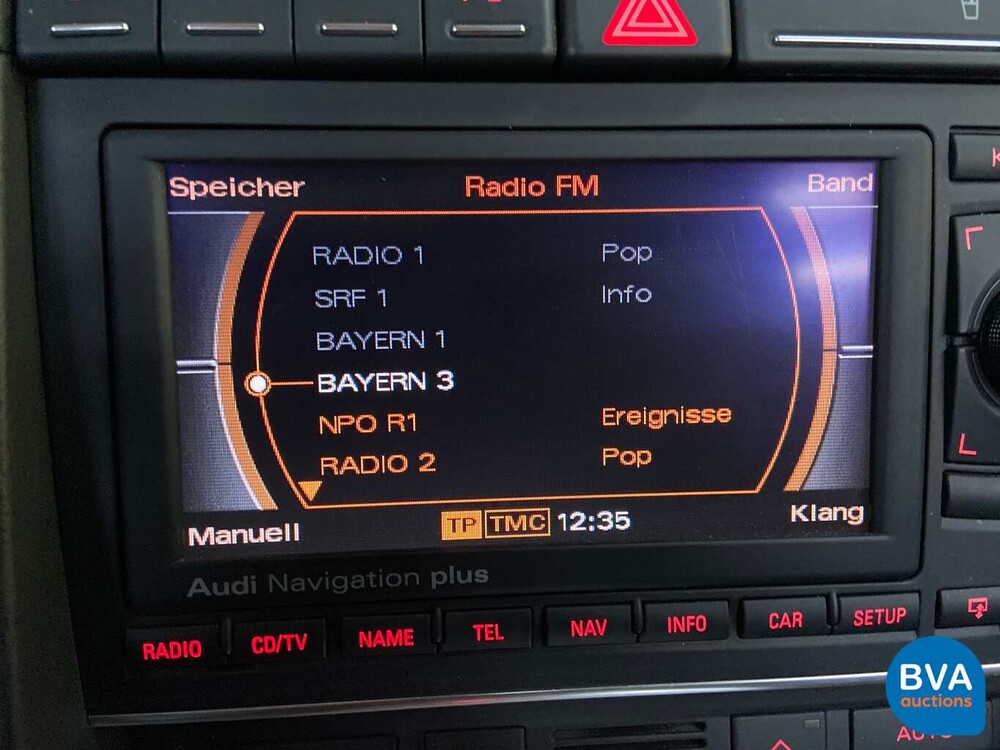 Speicher Radio FM Band
RADIO 1 Pop
SRF 1 Info
BAYERN 1
BAYERN 3
NPO R1 Ereignisse
RADIO 2 Pop
Manuell TP TMC 12:35 Klang
Audi Navigation plus
RADIO CD/TV NAME TEL NAV INFO CAR SETUP
BVA
auctions
AUTO